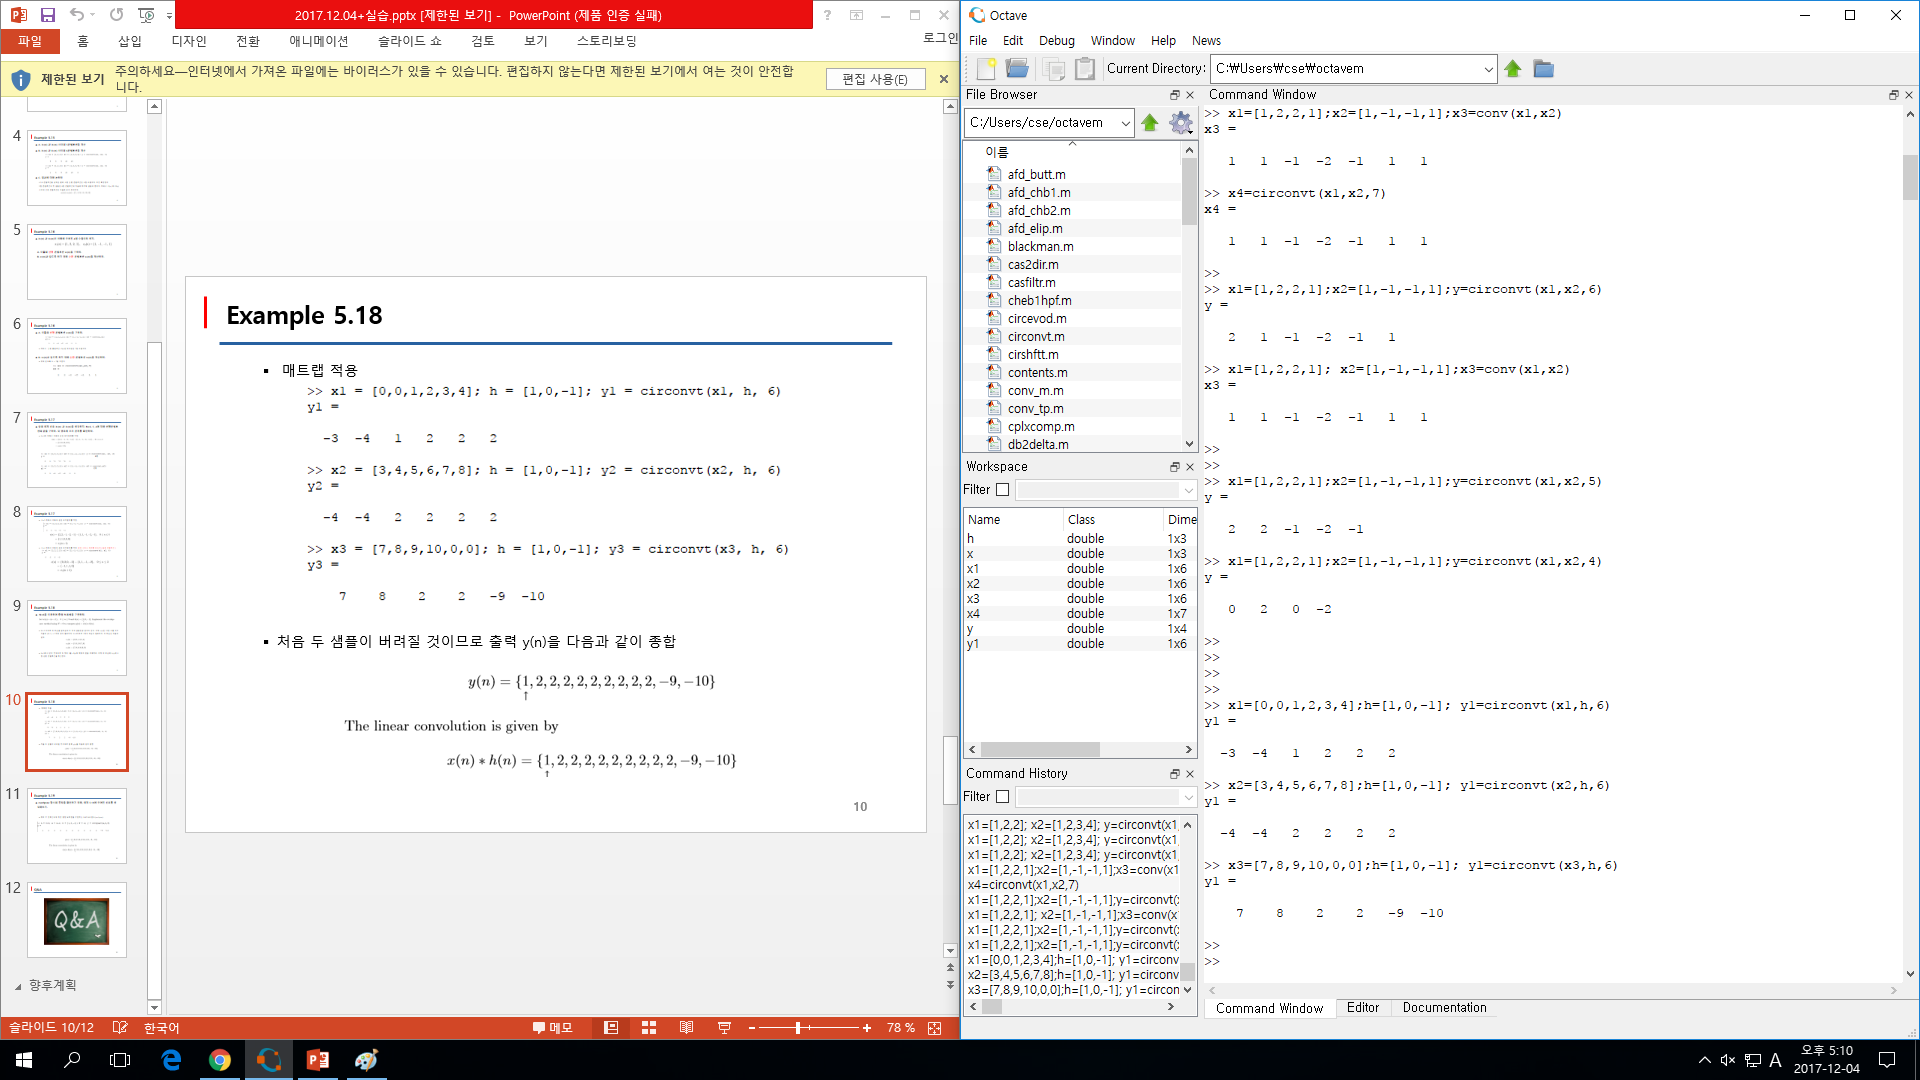 2017.12.04+실습.pptx [제한된 보기] - PowerPoint (제품 인증 실패)
파일 홈 삽입 디자인 전환 애니메이션 슬라이드 쇼 검토 보기 스토리보딩 로그인
제한된 보기 주의하세요—인터넷에서 가져온 파일에는 바이러스가 있을 수 있습니다. 편집하지 않는다면 제한된 보기에서 여는 것이 안전합
니다.
편집 사용(E)
4
5
6
7
8
9
10
11
12
Q&A
향후계획
Example 5.18
▪ 매트랩 적용
>> x1 = [0,0,1,2,3,4]; h = [1,0,-1]; y1 = circonvt(x1, h, 6)
y1 =
-3 -4 1 2 2 2
>> x2 = [3,4,5,6,7,8]; h = [1,0,-1]; y2 = circonvt(x2, h, 6)
y2 =
-4 -4 2 2 2 2
>> x3 = [7,8,9,10,0,0]; h = [1,0,-1]; y3 = circonvt(x3, h, 6)
y3 =
7 8 2 2 -9 -10
▪ 처음 두 샘플이 버려질 것이므로 출력 y(n)을 다음과 같이 종합
y(n) = {1, 2, 2, 2, 2, 2, 2, 2, 2, 2, −9, −10}
↑
The linear convolution is given by
x(n) ∗ h(n) = {1, 2, 2, 2, 2, 2, 2, 2, 2, 2, −9, −10}
↑
10
슬라이드 10/12 한국어 메모 78 %
Octave
File Edit Debug Window Help News
Current Directory: C:₩Users₩cse₩octavem
File Browser
C:/Users/cse/octavem
이름
afd_butt.m
afd_chb1.m
afd_chb2.m
afd_elip.m
blackman.m
cas2dir.m
casfiltr.m
cheb1hpf.m
circevod.m
circonvt.m
cirshftt.m
contents.m
conv_m.m
conv_tp.m
cplxcomp.m
db2delta.m
Workspace
Filter
Name Class Dime
h double 1x3
x double 1x3
x1 double 1x6
x2 double 1x6
x3 double 1x6
x4 double 1x7
y double 1x4
y1 double 1x6
Command History
Filter
x1=[1,2,2]; x2=[1,2,3,4]; y=circonvt(x1,
x1=[1,2,2]; x2=[1,2,3,4]; y=circonvt(x1,
x1=[1,2,2]; x2=[1,2,3,4]; y=circonvt(x1,
x1=[1,2,2,1];x2=[1,-1,-1,1];x3=conv(x1
x4=circonvt(x1,x2,7)
x1=[1,2,2,1];x2=[1,-1,-1,1];y=circonvt(x
x1=[1,2,2,1]; x2=[1,-1,-1,1];x3=conv(x
x1=[1,2,2,1];x2=[1,-1,-1,1];y=circonvt(x
x1=[1,2,2,1];x2=[1,-1,-1,1];y=circonvt(x
x1=[0,0,1,2,3,4];h=[1,0,-1]; y1=circonv
x2=[3,4,5,6,7,8];h=[1,0,-1]; y1=circonv
x3=[7,8,9,10,0,0];h=[1,0,-1]; y1=circon
Command Window
>> x1=[1,2,2,1];x2=[1,-1,-1,1];x3=conv(x1,x2)
x3 =
1 1 -1 -2 -1 1 1
>> x4=circonvt(x1,x2,7)
x4 =
1 1 -1 -2 -1 1 1
>>
>> x1=[1,2,2,1];x2=[1,-1,-1,1];y=circonvt(x1,x2,6)
y =
2 1 -1 -2 -1 1
>> x1=[1,2,2,1]; x2=[1,-1,-1,1];x3=conv(x1,x2)
x3 =
1 1 -1 -2 -1 1 1
>>
>>
>> x1=[1,2,2,1];x2=[1,-1,-1,1];y=circonvt(x1,x2,5)
y =
2 2 -1 -2 -1
>> x1=[1,2,2,1];x2=[1,-1,-1,1];y=circonvt(x1,x2,4)
y =
0 2 0 -2
>>
>>
>>
>>
>> x1=[0,0,1,2,3,4];h=[1,0,-1]; y1=circonvt(x1,h,6)
y1 =
-3 -4 1 2 2 2
>> x2=[3,4,5,6,7,8];h=[1,0,-1]; y1=circonvt(x2,h,6)
y1 =
-4 -4 2 2 2 2
>> x3=[7,8,9,10,0,0];h=[1,0,-1]; y1=circonvt(x3,h,6)
y1 =
7 8 2 2 -9 -10
>>
>>
Command Window Editor Documentation
A 오후 5:10
2017-12-04